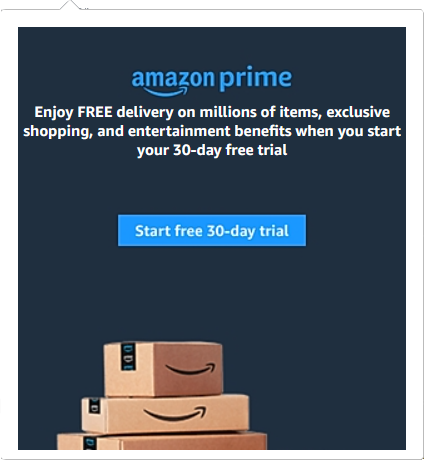 amazon prime
Enjoy FREE delivery on millions of items, exclusive
shopping, and entertainment benefits when you start
your 30-day free trial
Start free 30-day trial